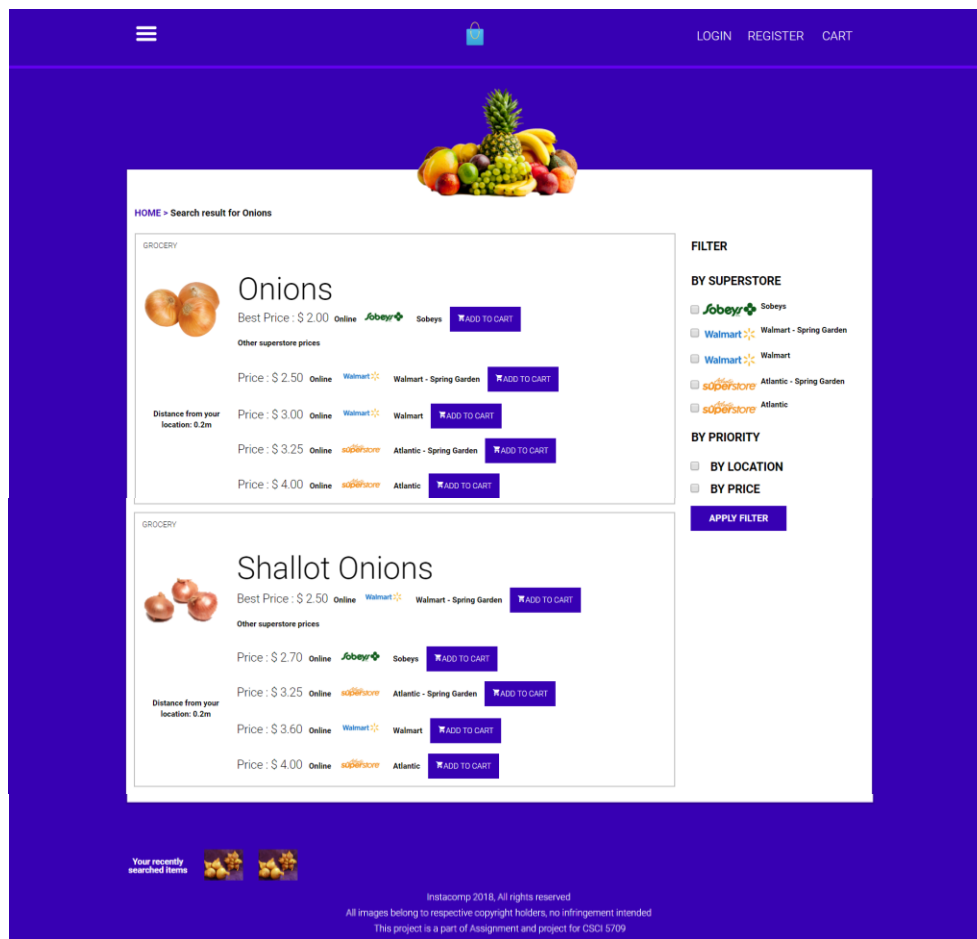 LOGIN REGISTER CART
HOME > Search result for Onions
GROCERY
Onions
Best Price : $ 2.00 Online Sobeys Sobeys ADD TO CART
Other superstore prices
Price : $ 2.50 Online Walmart Walmart - Spring Garden ADD TO CART
Distance from your
location: 0.2m
Price : $ 3.00 Online Walmart Walmart ADD TO CART
Price : $ 3.25 Online Atlantic superstore Atlantic - Spring Garden ADD TO CART
Price : $ 4.00 Online Atlantic superstore Atlantic ADD TO CART
GROCERY
Shallot Onions
Best Price : $ 2.50 Online Walmart Walmart - Spring Garden ADD TO CART
Other superstore prices
Price : $ 2.70 Online Sobeys Sobeys ADD TO CART
Price : $ 3.25 Online Atlantic superstore Atlantic - Spring Garden ADD TO CART
Distance from your
location: 0.2m
Price : $ 3.60 Online Walmart Walmart ADD TO CART
Price : $ 4.00 Online Atlantic superstore Atlantic ADD TO CART
FILTER
BY SUPERSTORE
Sobeys Sobeys
Walmart Walmart - Spring Garden
Walmart Walmart
Atlantic superstore Atlantic - Spring Garden
Atlantic superstore Atlantic
BY PRIORITY
BY LOCATION
BY PRICE
APPLY FILTER
Your recently
searched items
Instacomp 2018, All rights reserved
All images belong to respective copyright holders, no infringement intended
This project is a part of Assignment and project for CSCI 5709